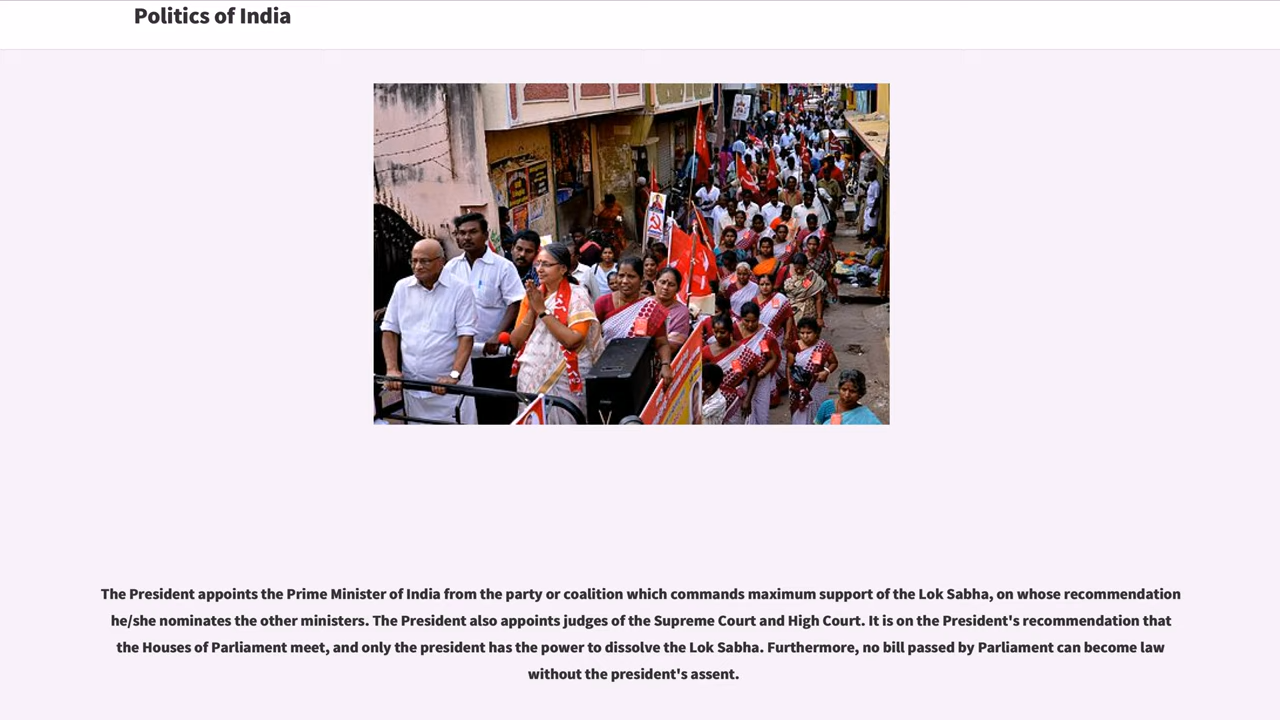 Politics of India
The President appoints the Prime Minister of India from the party or coalition which commands maximum support of the Lok Sabha, on whose recommendation
he/she nominates the other ministers. The President also appoints judges of the Supreme Court and High Court. It is on the President's recommendation that
the Houses of Parliament meet, and only the president has the power to dissolve the Lok Sabha. Furthermore, no bill passed by Parliament can become law
without the president's assent.